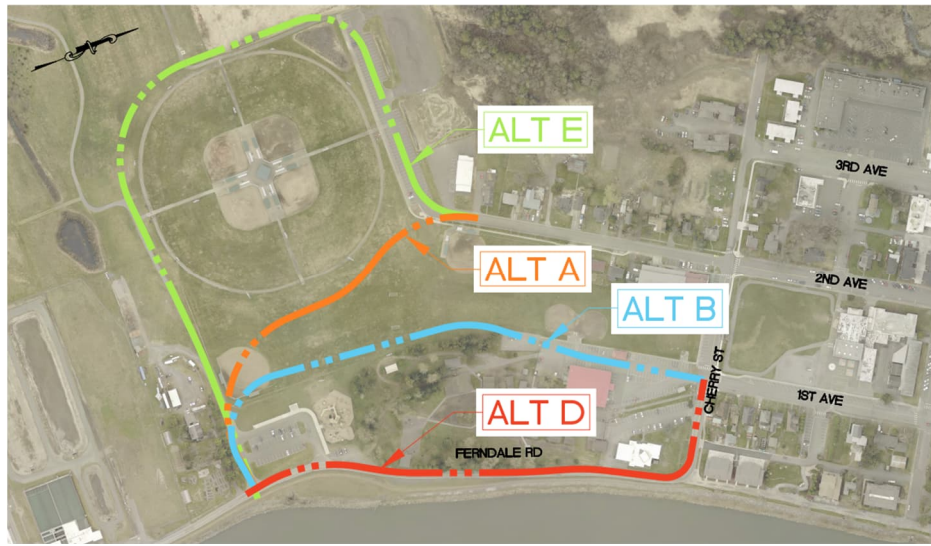 ALT E
3RD AVE
ALT A
2ND AVE
ALT B
CHERRY ST
1ST AVE
ALT D
FERNDALE RD